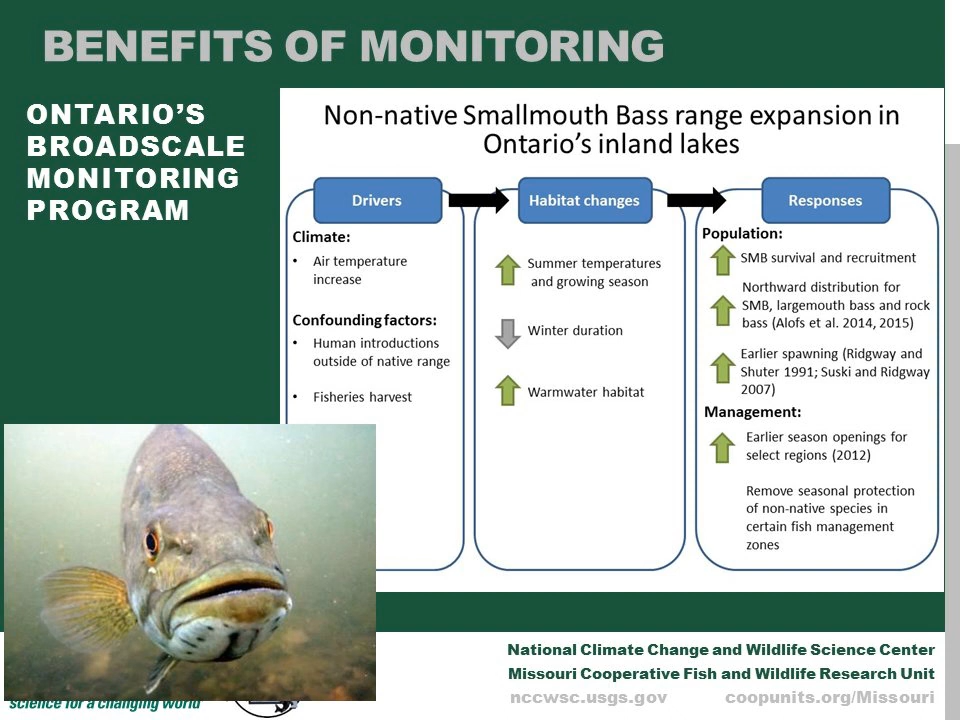 BENEFITS OF MONITORING
ONTARIO’S
BROADSCALE
MONITORING
PROGRAM
Non-native Smallmouth Bass range expansion in
Ontario’s inland lakes
Drivers
Climate:
• Air temperature
increase
Confounding factors:
• Human introductions
outside of native range
• Fisheries harvest
Habitat changes
Summer temperatures
and growing season
Winter duration
Warmwater habitat
Responses
Population:
SMB survival and recruitment
Northward distribution for
SMB, largemouth bass and rock
bass (Alofs et al. 2014, 2015)
Earlier spawning (Ridgway and
Shuter 1991; Suski and Ridgway
2007)
Management:
Earlier season openings for
select regions (2012)
Remove seasonal protection
of non-native species in
certain fish management
zones
science for a changing world
National Climate Change and Wildlife Science Center
Missouri Cooperative Fish and Wildlife Research Unit
nccwsc.usgs.gov coopunits.org/Missouri